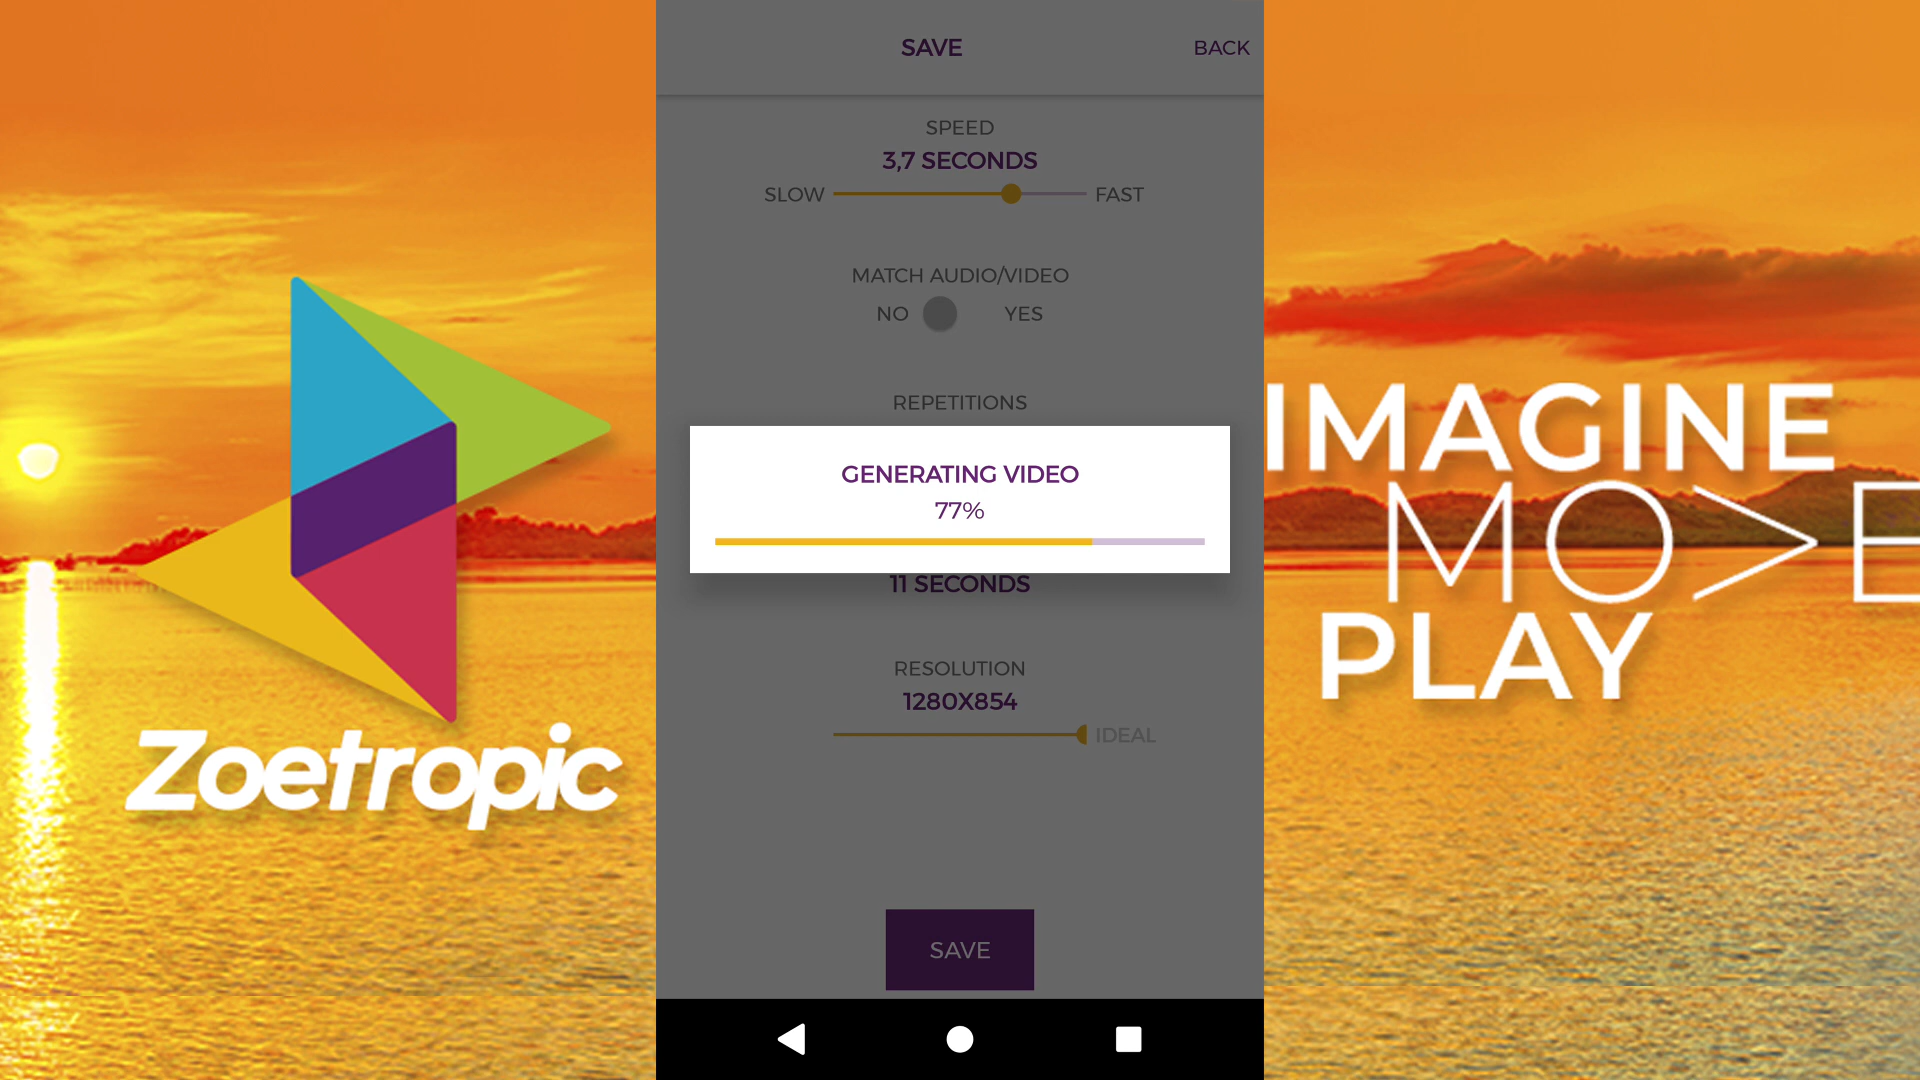 Zoetropic
SAVE
BACK
SPEED
3,7 SECONDS
SLOW
FAST
MATCH AUDIO/VIDEO
NO
YES
REPETITIONS
GENERATING VIDEO
77%
11 SECONDS
RESOLUTION
1280X854
IDEAL
SAVE
IMAGINE
MO>E
PLAY